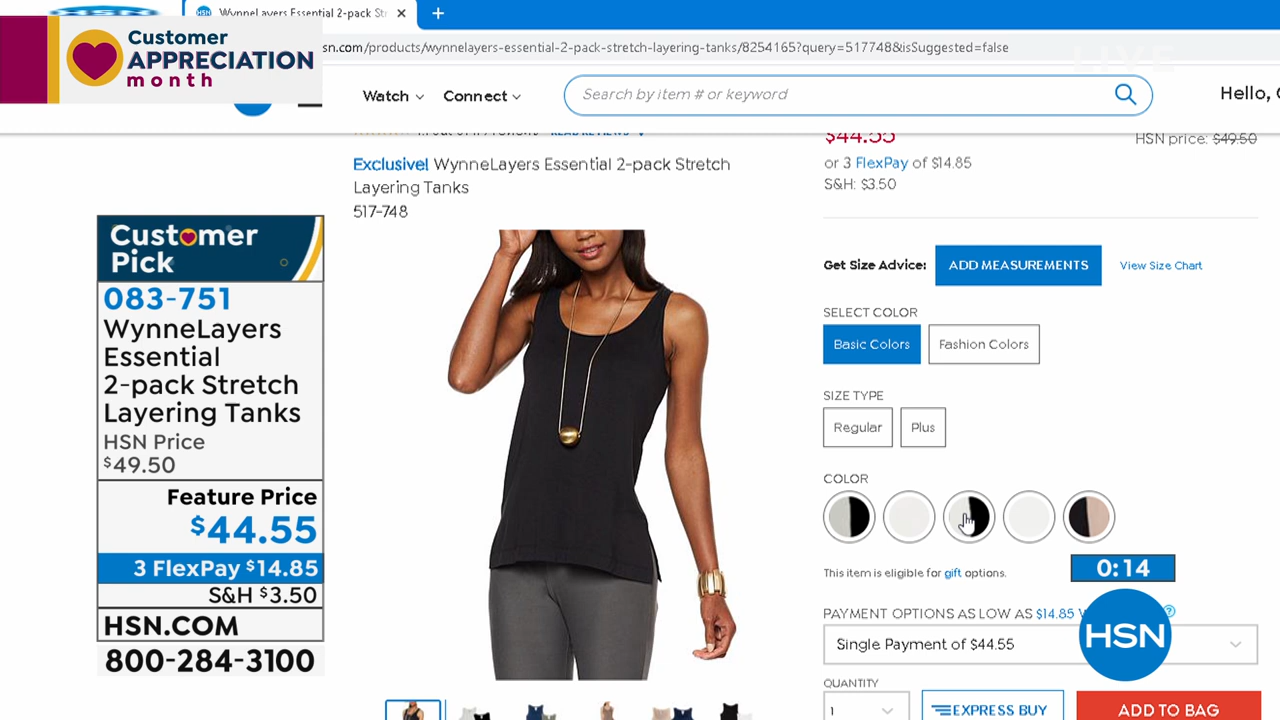 WynneLayers Essential 2-pack Str
Customer
APPRECIATION
month
sn.com/products/wynnelayers-essential-2-pack-stretch-layering-tanks/8254165?query=517748&isSuggested=false
LIVE
Watch
Connect
Search by item # or keyword
Hello,
READ REVIEWS
$44.55
HSN price: $49.50
Exclusive! WynneLayers Essential 2-pack Stretch
Layering Tanks
517-748
or 3 FlexPay of $14.85
S&H: $3.50
Customer
Pick
083-751
WynneLayers
Essential
2-pack Stretch
Layering Tanks
HSN Price
$49.50
Feature Price
$44.55
3 FlexPay $14.85
S&H $3.50
HSN.COM
800-284-3100
Get Size Advice:
ADD MEASUREMENTS
View Size Chart
SELECT COLOR
Basic Colors
Fashion Colors
SIZE TYPE
Regular
Plus
COLOR
This item is eligible for gift options.
0:14
PAYMENT OPTIONS AS LOW AS $14.85
Single Payment of $44.55
HSN
QUANTITY
1
EXPRESS BUY
ADD TO BAG